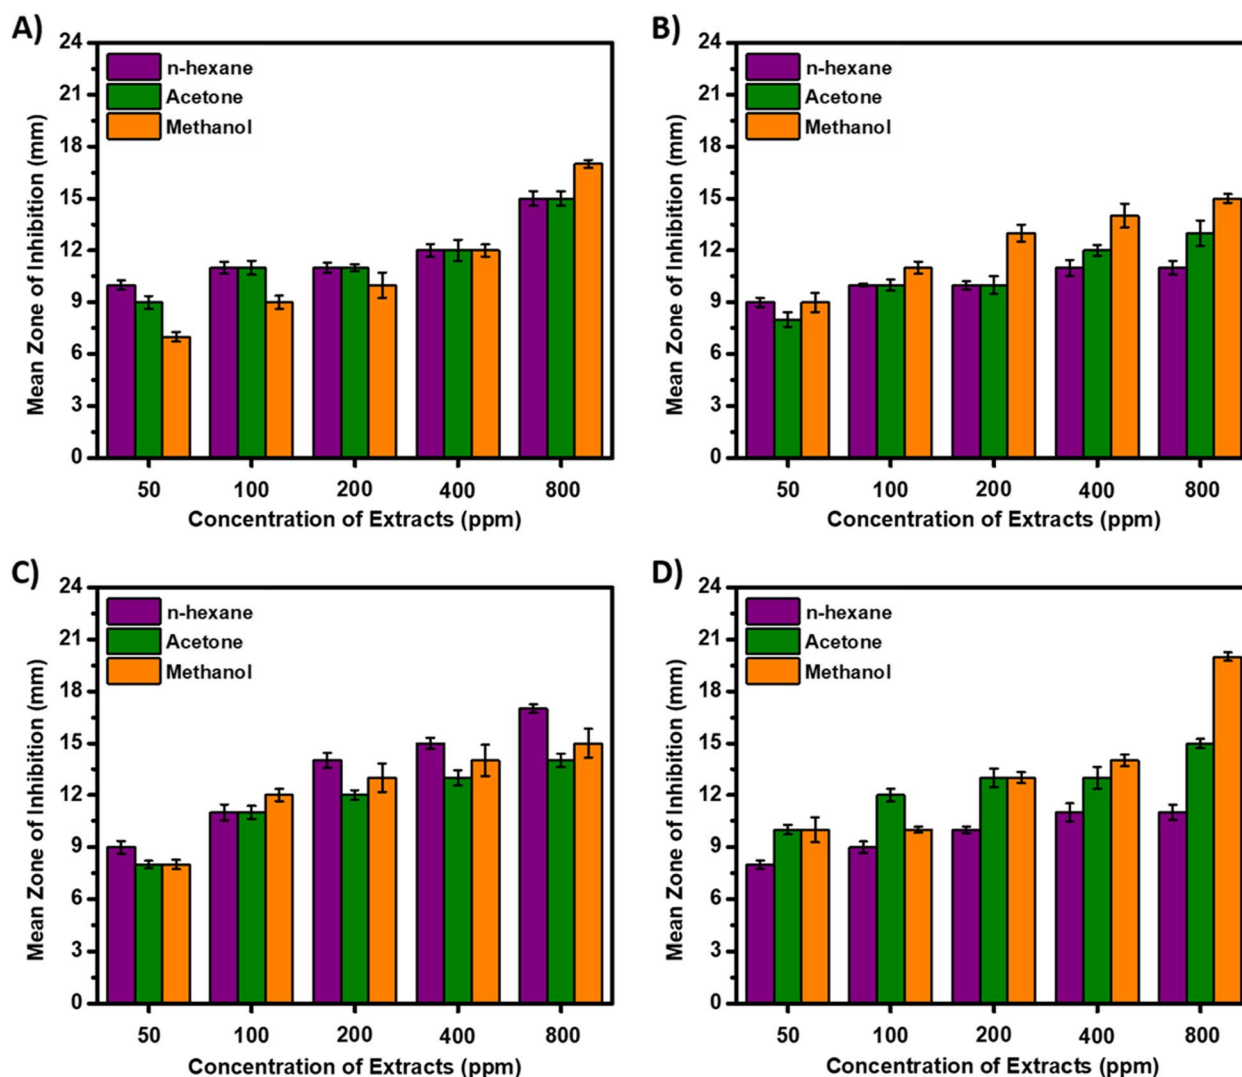 A)
Mean Zone of Inhibition (mm)
24
21
18
15
12
9
6
3
0
n-hexane
Acetone
Methanol
50 100 200 400 800
Concentration of Extracts (ppm)
B)
Mean Zone of Inhibition (mm)
24
21
18
15
12
9
6
3
0
n-hexane
Acetone
Methanol
50 100 200 400 800
Concentration of Extracts (ppm)
C)
Mean Zone of Inhibition (mm)
24
21
18
15
12
9
6
3
0
n-hexane
Acetone
Methanol
50 100 200 400 800
Concentration of Extracts (ppm)
D)
Mean Zone of Inhibition (mm)
24
21
18
15
12
9
6
3
0
n-hexane
Acetone
Methanol
50 100 200 400 800
Concentration of Extracts (ppm)